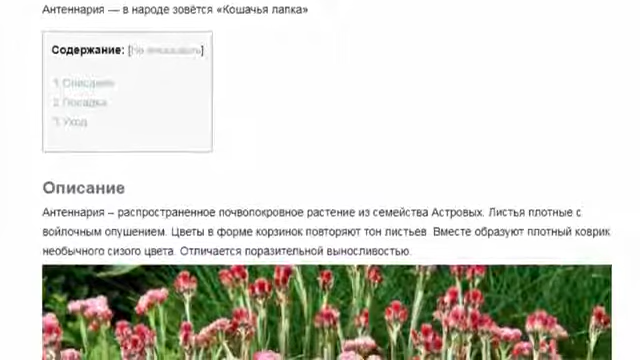 Антеннария — в народе зовётся «Кошачья лапка»
Содержание: [Не показывать]
1 Описание
2 Посадка
3 Уход
Описание
Антеннария – распространенное почвопокровное растение из семейства Астровых. Листья плотные с
войлочным опушением. Цветы в форме корзинок повторяют тон листьев. Вместе образуют плотный коврик
необычного сизого цвета. Отличается поразительной выносливостью.